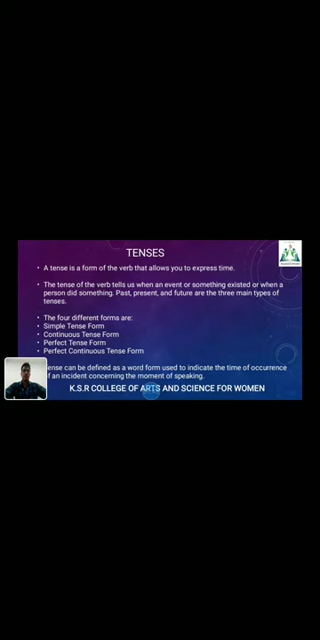 TENSES
• A tense is a form of the verb that allows you to express time.
• The tense of the verb tells us when an event or something existed or when a
person did something. Past, present, and future are the three main types of
tenses.
• The four different forms are:
• Simple Tense Form
• Continuous Tense Form
• Perfect Tense Form
• Perfect Continuous Tense Form
ense can be defined as a word form used to indicate the time of occurrence
f an incident concerning the moment of speaking.
K.S.R COLLEGE OF ARTS AND SCIENCE FOR WOMEN